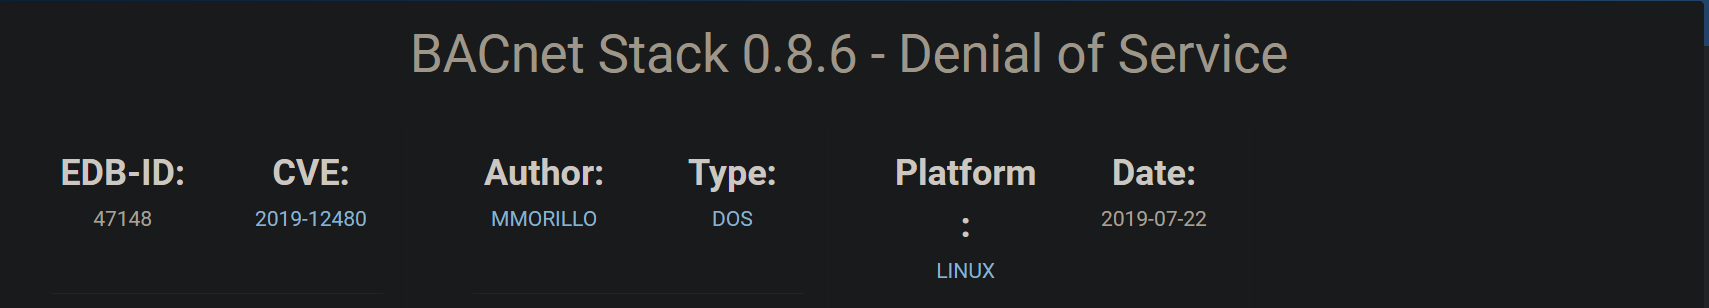 BACnet Stack 0.8.6 - Denial of Service
EDB-ID:
47148
CVE:
2019-12480
Author:
MMORILLO
Type:
DOS
Platform
:
LINUX
Date:
2019-07-22